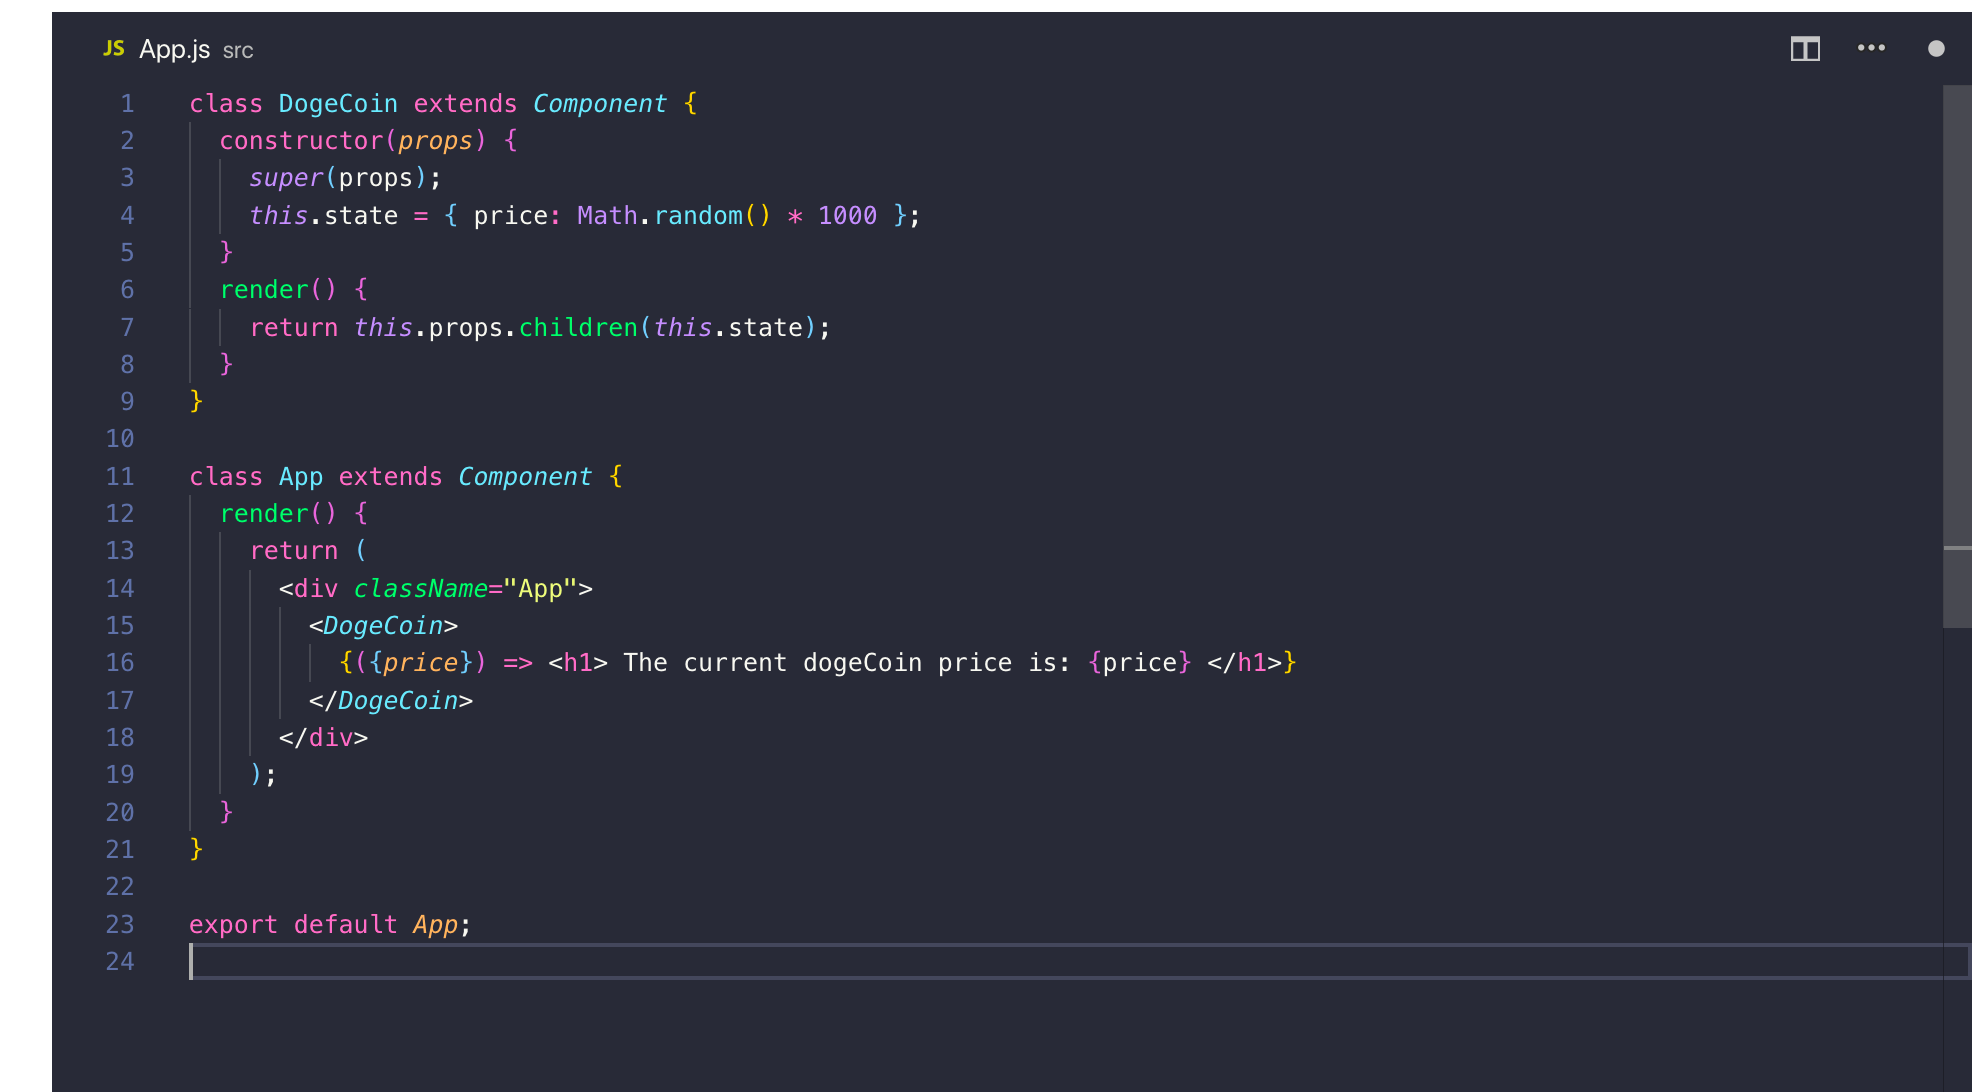 JS App.js src
1 class DogeCoin extends Component {
2   constructor(props) {
3     super(props);
4     this.state = { price: Math.random() * 1000 };
5   }
6   render() {
7     return this.props.children(this.state);
8   }
9 }
10
11 class App extends Component {
12   render() {
13     return (
14       <div className="App">
15         <DogeCoin>
16           {({price}) => <h1> The current dogeCoin price is: {price} </h1>}
17         </DogeCoin>
18       </div>
19     );
20   }
21 }
22
23 export default App;
24